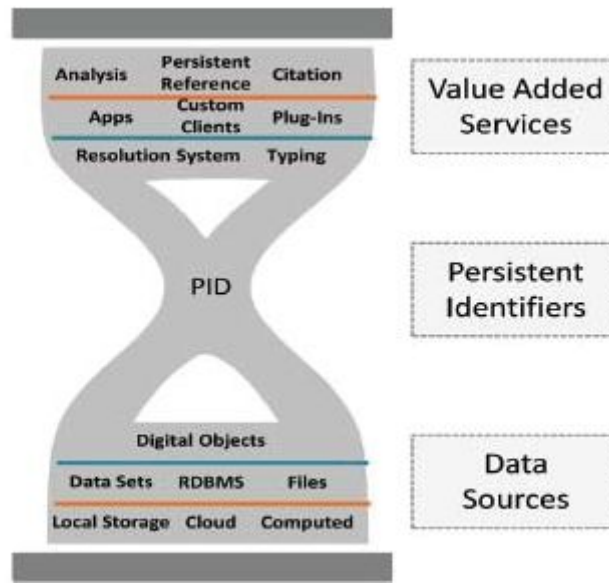 Analysis Persistent Reference Citation
Apps Custom Clients Plug-Ins
Resolution System Typing
Value Added
Services
PID
Persistent
Identifiers
Digital Objects
Data Sets RDBMS Files
Local Storage Cloud Computed
Data
Sources